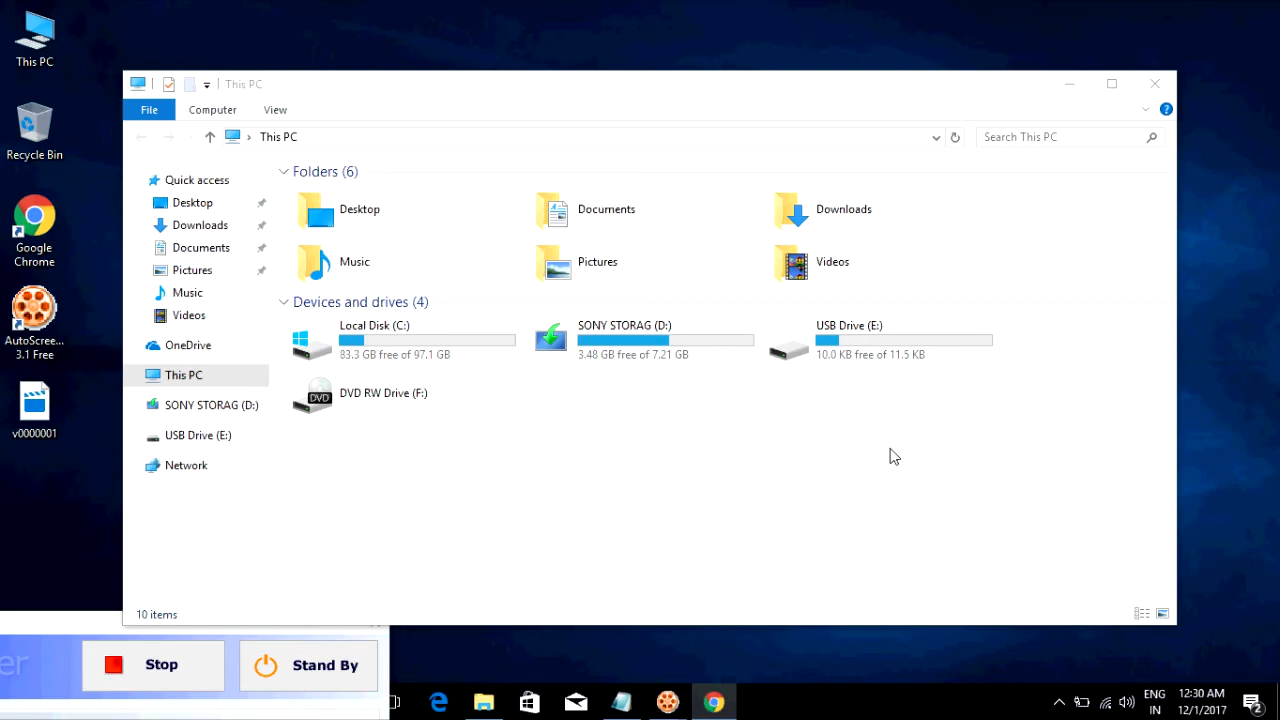 This PC
Recycle Bin
Google
Chrome
AutoScree...
3.1 Free
v0000001
This PC
File
Computer
View
This PC
Search This PC
Quick access
Desktop
Downloads
Documents
Pictures
Music
Videos
OneDrive
This PC
SONY STORAG (D:)
USB Drive (E:)
Network
Folders (6)
Desktop
Documents
Downloads
Music
Pictures
Videos
Devices and drives (4)
Local Disk (C:)
83.3 GB free of 97.1 GB
SONY STORAG (D:)
3.48 GB free of 7.21 GB
USB Drive (E:)
10.0 KB free of 11.5 KB
DVD
DVD RW Drive (F:)
10 items
er
Stop
Stand By
ENG
IN
12:30 AM
12/1/2017
2